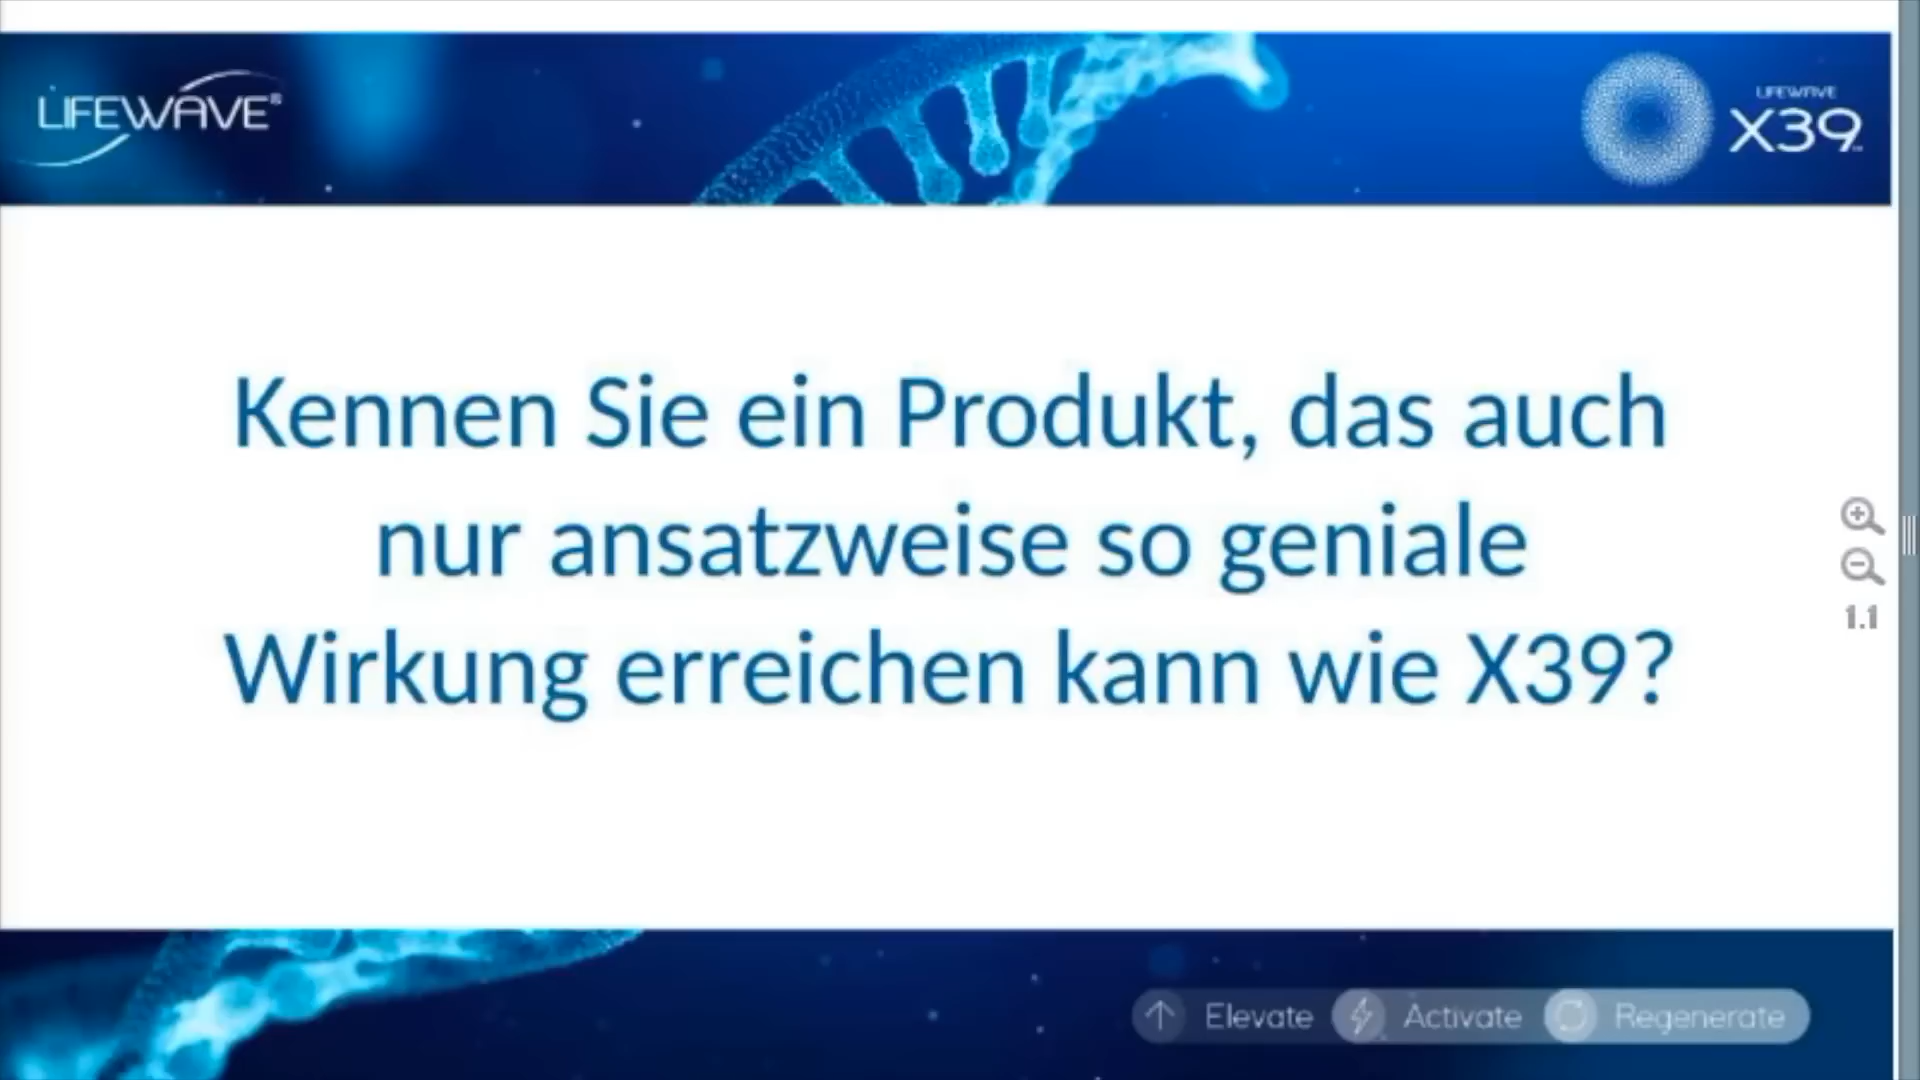 LIFEWAVE®
LIFEWAVE
X39
Kennen Sie ein Produkt, das auch
nur ansatzweise so geniale
Wirkung erreichen kann wie X39?
1.1
Elevate Activate Regenerate